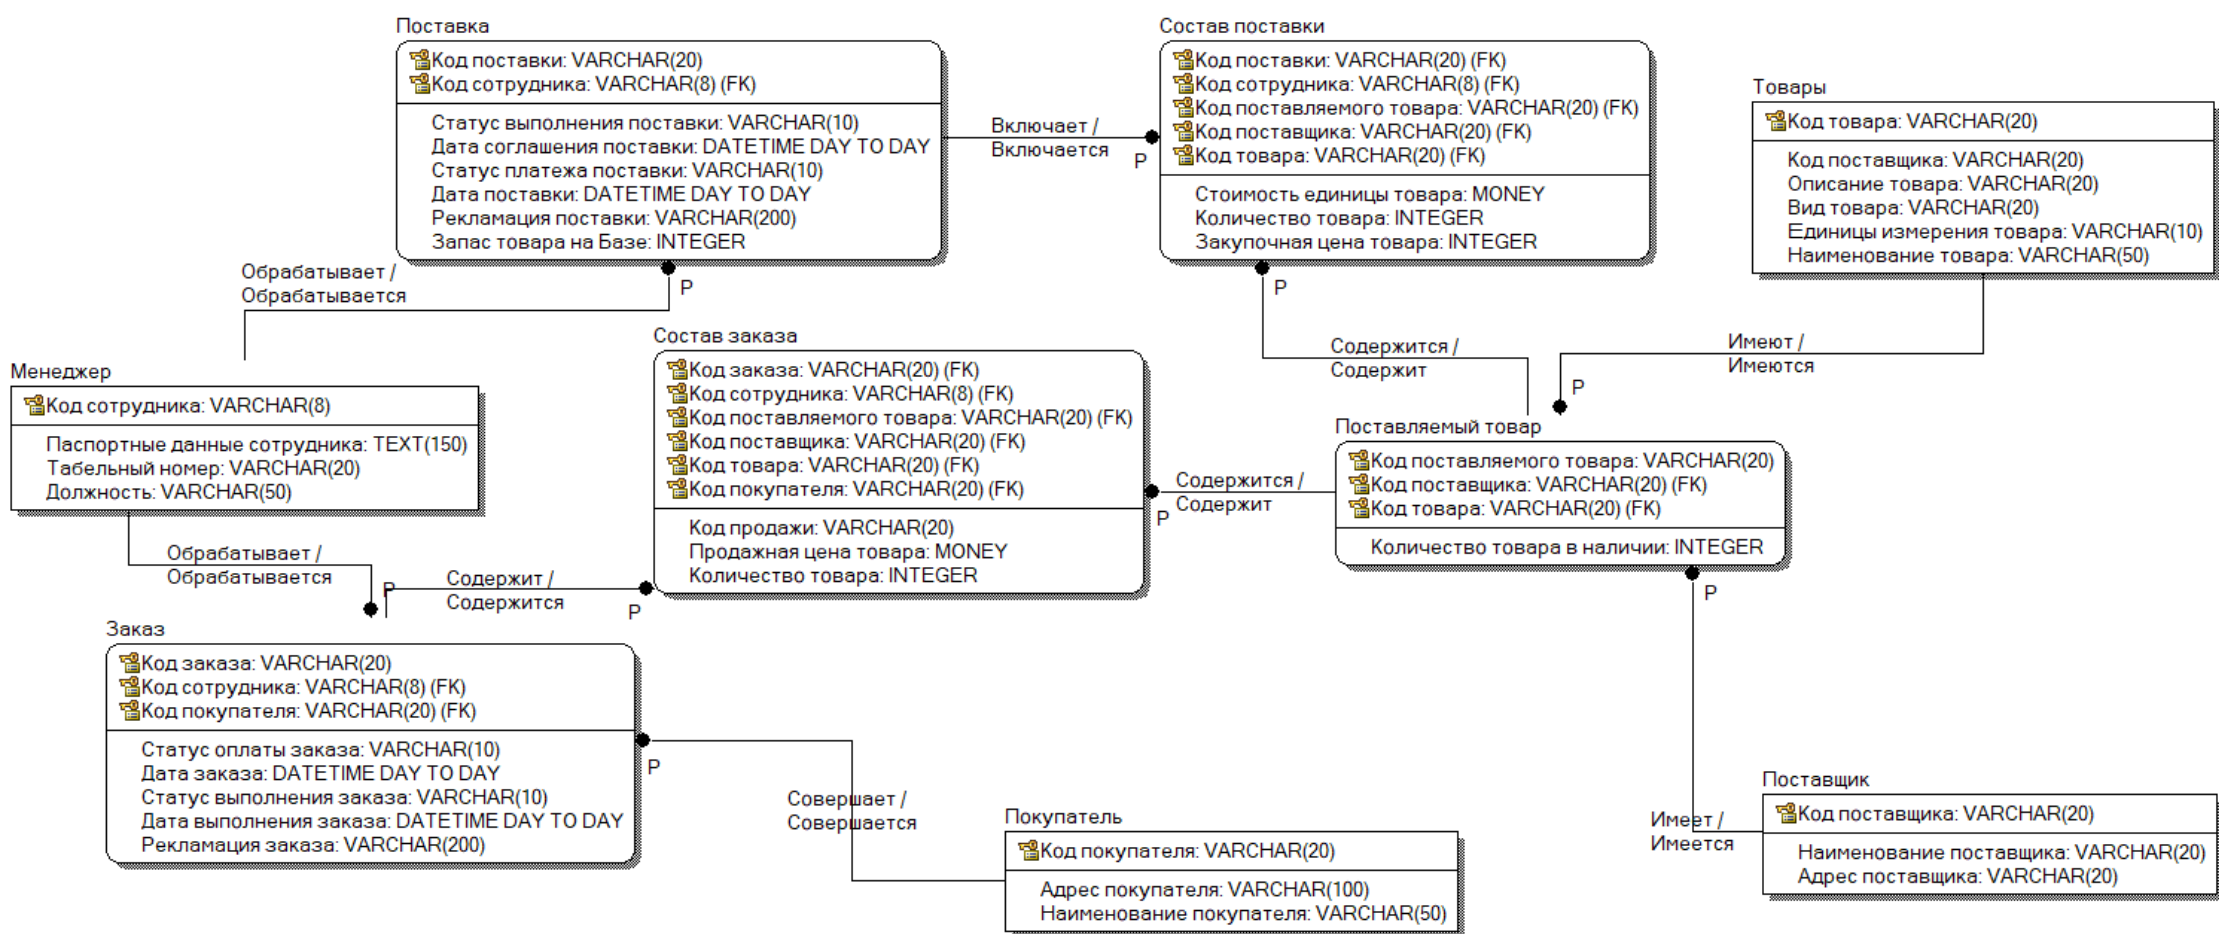 Поставка
Код поставки: VARCHAR(20)
Код сотрудника: VARCHAR(8) (FK)
Статус выполнения поставки: VARCHAR(10)
Дата соглашения поставки: DATETIME DAY TO DAY
Статус платежа поставки: VARCHAR(10)
Дата поставки: DATETIME DAY TO DAY
Рекламация поставки: VARCHAR(200)
Запас товара на Базе: INTEGER
Включает /
Включается
P
Состав поставки
Код поставки: VARCHAR(20) (FK)
Код сотрудника: VARCHAR(8) (FK)
Код поставляемого товара: VARCHAR(20) (FK)
Код поставщика: VARCHAR(20) (FK)
Код товара: VARCHAR(20) (FK)
Стоимость единицы товара: MONEY
Количество товара: INTEGER
Закупочная цена товара: INTEGER
Товары
Код товара: VARCHAR(20)
Код поставщика: VARCHAR(20)
Описание товара: VARCHAR(20)
Вид товара: VARCHAR(20)
Единицы измерения товара: VARCHAR(10)
Наименование товара: VARCHAR(50)
Обрабатывает /
Обрабатывается
P
P
Содержится /
Содержит
Имеют /
Имеются
P
Менеджер
Код сотрудника: VARCHAR(8)
Паспортные данные сотрудника: TEXT(150)
Табельный номер: VARCHAR(20)
Должность: VARCHAR(50)
Состав заказа
Код заказа: VARCHAR(20) (FK)
Код сотрудника: VARCHAR(8) (FK)
Код поставляемого товара: VARCHAR(20) (FK)
Код поставщика: VARCHAR(20) (FK)
Код товара: VARCHAR(20) (FK)
Код покупателя: VARCHAR(20) (FK)
Код продажи: VARCHAR(20)
Продажная цена товара: MONEY
Количество товара: INTEGER
Содержится /
Содержит
P
Поставляемый товар
Код поставляемого товара: VARCHAR(20)
Код поставщика: VARCHAR(20) (FK)
Код товара: VARCHAR(20) (FK)
Количество товара в наличии: INTEGER
P
Обрабатывает /
Обрабатывается
P
Содержит /
Содержится
P
Заказ
Код заказа: VARCHAR(20)
Код сотрудника: VARCHAR(8) (FK)
Код покупателя: VARCHAR(20) (FK)
Статус оплаты заказа: VARCHAR(10)
Дата заказа: DATETIME DAY TO DAY
Статус выполнения заказа: VARCHAR(10)
Дата выполнения заказа: DATETIME DAY TO DAY
Рекламация заказа: VARCHAR(200)
P
Совершает /
Совершается
Покупатель
Код покупателя: VARCHAR(20)
Адрес покупателя: VARCHAR(100)
Наименование покупателя: VARCHAR(50)
Имеет /
Имеется
Поставщик
Код поставщика: VARCHAR(20)
Наименование поставщика: VARCHAR(20)
Адрес поставщика: VARCHAR(20)